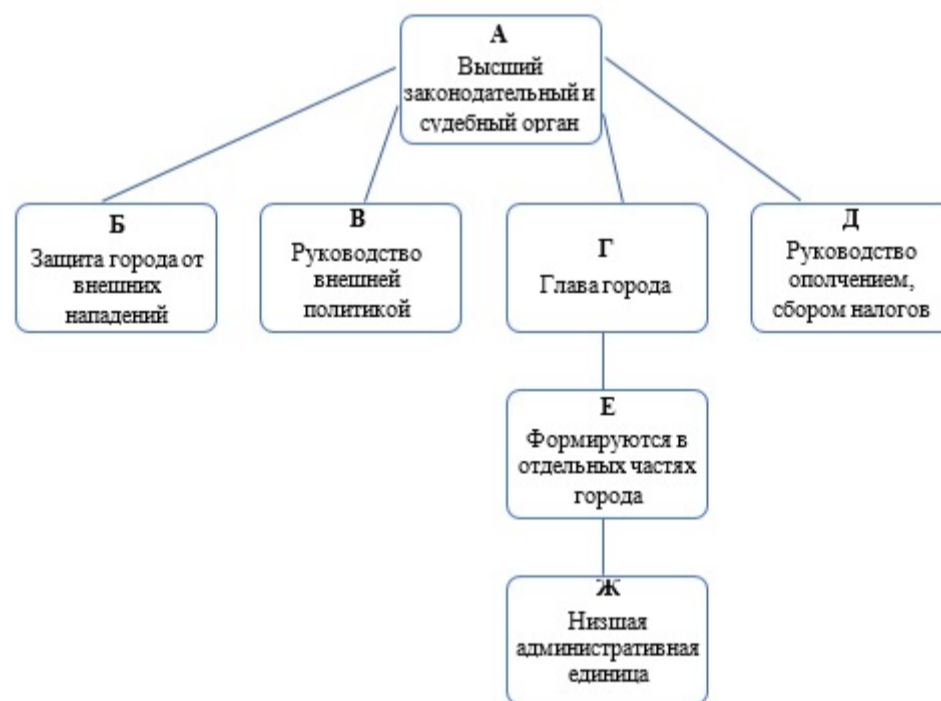 А
Высший
законодательный и
судебный орган
Б
Защита города от
внешних
нападений
В
Руководство
внешней
политикой
Г
Глава города
Д
Руководство
ополчением,
сбором налогов
Е
Формируются в
отдельных частях
города
Ж
Низшая
административная
единица